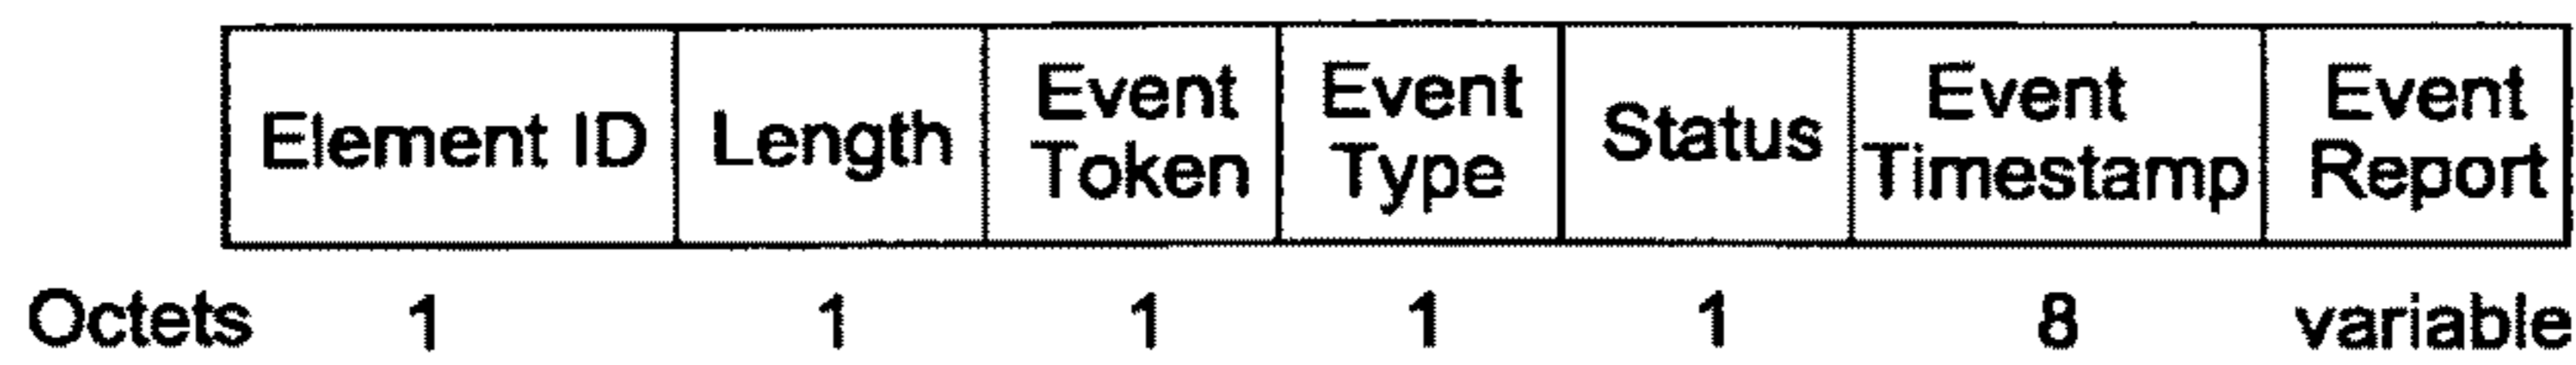 Element ID
Length
Event
Token
Event
Type
Status
Event
Timestamp
Event
Report
Octets 1 1 1 1 1 8 variable